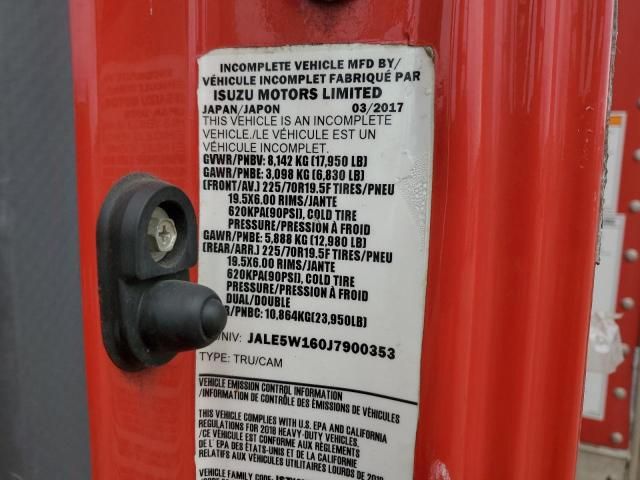 INCOMPLETE VEHICLE MFD BY/
VÉHICULE INCOMPLET FABRIQUÉ PAR
ISUZU MOTORS LIMITED
JAPAN/JAPON 03/2017
THIS VEHICLE IS AN INCOMPLETE
VEHICLE./LE VÉHICULE EST UN
VÉHICULE INCOMPLET.
GVWR/PNBV: 8,142 KG (17,950 LB)
GAWR/PNBE: 3,098 KG (6,830 LB)
(FRONT/AV.) 225/70R19.5F TIRES/PNEU
19.5X6.00 RIMS/JANTE
620KPA(90PSI), COLD TIRE
PRESSURE/PRESSION À FROID
GAWR/PNBE: 5,888 KG (12,980 LB)
(REAR/ARR.) 225/70R19.5F TIRES/PNEU
19.5X6.00 RIMS/JANTE
620KPA(90PSI), COLD TIRE
PRESSURE/PRESSION À FROID
DUAL/DOUBLE
/PNBC: 10,864KG(23,950LB)
/NIV: JALE5W160J7900353
TYPE: TRU/CAM
VEHICLE EMISSION CONTROL INFORMATION
/INFORMATION DE CONTRÔLE DES ÉMISSIONS DE VÉHICULES
THIS VEHICLE COMPLIES WITH U.S. EPA AND CALIFORNIA
REGULATIONS FOR 2018 HEAVY-DUTY VEHICLES.
/CE VÉHICULE EST CONFORME AUX RÈGLEMENTS
DE L' EPA DES ÉTATS-UNIS ET DE LA CALIFORNIE
RELATIFS AUX VÉHICULES UTILITAIRES LOURDS DE 2018
VEHICLE FAMILY CODE: